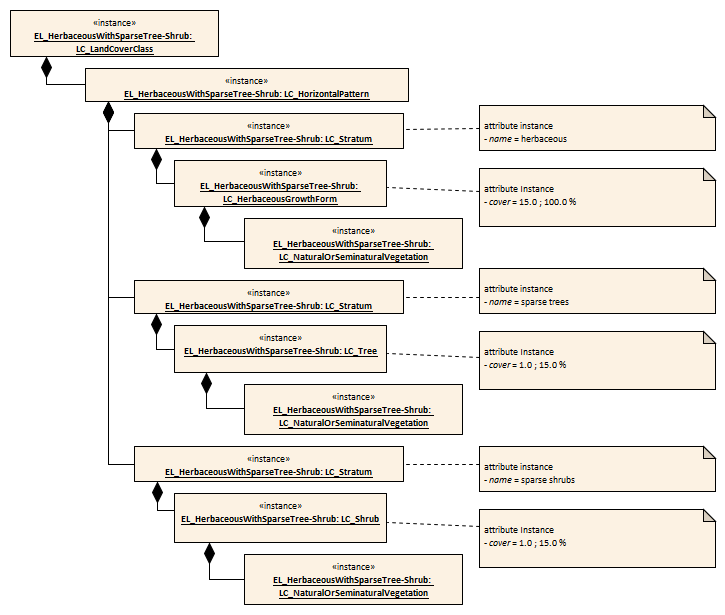 «instance»
EL_HerbaceousWithSparseTree-Shrub:
LC_LandCoverClass
«instance»
EL_HerbaceousWithSparseTree-Shrub: LC_HorizontalPattern
«instance»
EL_HerbaceousWithSparseTree-Shrub: LC_Stratum
attribute instance
- name = herbaceous
«instance»
EL_HerbaceousWithSparseTree-Shrub:
LC_HerbaceousGrowthForm
attribute Instance
- cover = 15.0 ; 100.0 %
«instance»
EL_HerbaceousWithSparseTree-Shrub:
LC_NaturalOrSeminaturalVegetation
«instance»
EL_HerbaceousWithSparseTree-Shrub: LC_Stratum
attribute instance
- name = sparse trees
«instance»
EL_HerbaceousWithSparseTree-Shrub: LC_Tree
attribute Instance
- cover = 1.0 ; 15.0 %
«instance»
EL_HerbaceousWithSparseTree-Shrub:
LC_NaturalOrSeminaturalVegetation
«instance»
EL_HerbaceousWithSparseTree-Shrub: LC_Stratum
attribute instance
- name = sparse shrubs
«instance»
EL_HerbaceousWithSparseTree-Shrub: LC_Shrub
attribute Instance
- cover = 1.0 ; 15.0 %
«instance»
EL_HerbaceousWithSparseTree-Shrub:
LC_NaturalOrSeminaturalVegetation